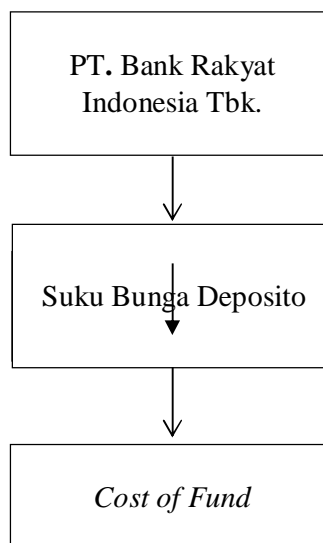 PT. Bank Rakyat
Indonesia Tbk.
Suku Bunga Deposito
Cost of Fund